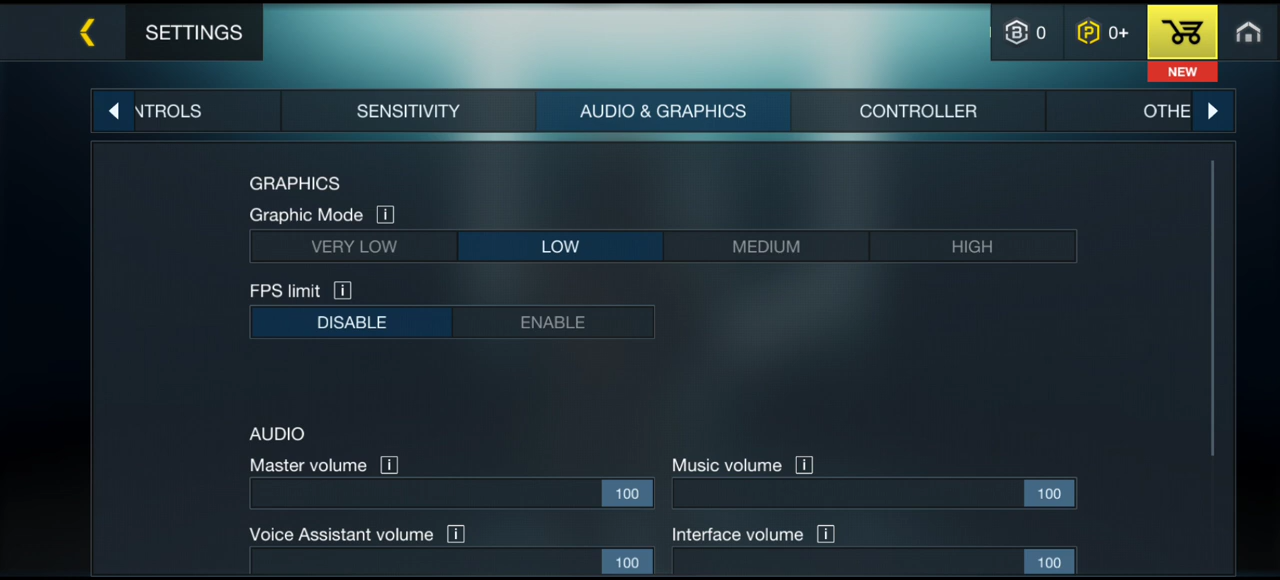 SETTINGS
0
0+
NEW
NTROLS
SENSITIVITY
AUDIO & GRAPHICS
CONTROLLER
OTHE
GRAPHICS
Graphic Mode i
VERY LOW
LOW
MEDIUM
HIGH
FPS limit i
DISABLE
ENABLE
AUDIO
Master volume i
Music volume i
100
100
Voice Assistant volume i
Interface volume i
100
100